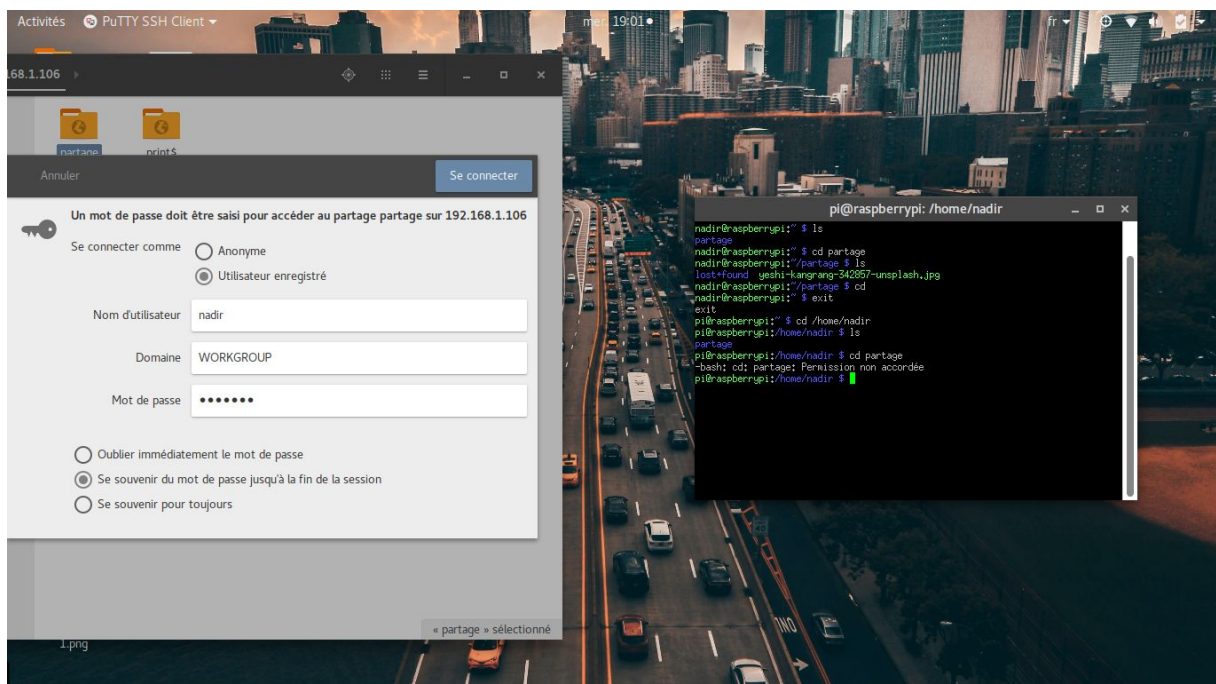 Activités PuTTY SSH Client
mer. 19:01
fr
168.1.106
partage print$
Annuler Se connecter
Un mot de passe doit être saisi pour accéder au partage partage sur 192.168.1.106
Se connecter comme
Anonyme
Utilisateur enregistré
Nom d'utilisateur nadir
Domaine WORKGROUP
Mot de passe •••••••
Oublier immédiatement le mot de passe
Se souvenir du mot de passe jusqu'à la fin de la session
Se souvenir pour toujours
« partage » sélectionné
1.png
pi@raspberrypi: /home/nadir
nadir@raspberrypi:~ $ ls
partage
nadir@raspberrypi:~ $ cd partage
nadir@raspberrypi:~/partage $ ls
lost+found yeshi-kangrang-342857-unsplash.jpg
nadir@raspberrypi:~/partage $ cd
nadir@raspberrypi:~ $ exit
exit
pi@raspberrypi:~ $ cd /home/nadir
pi@raspberrypi:/home/nadir $ ls
partage
pi@raspberrypi:/home/nadir $ cd partage
-bash: cd: partage: Permission non accordée
pi@raspberrypi:/home/nadir $